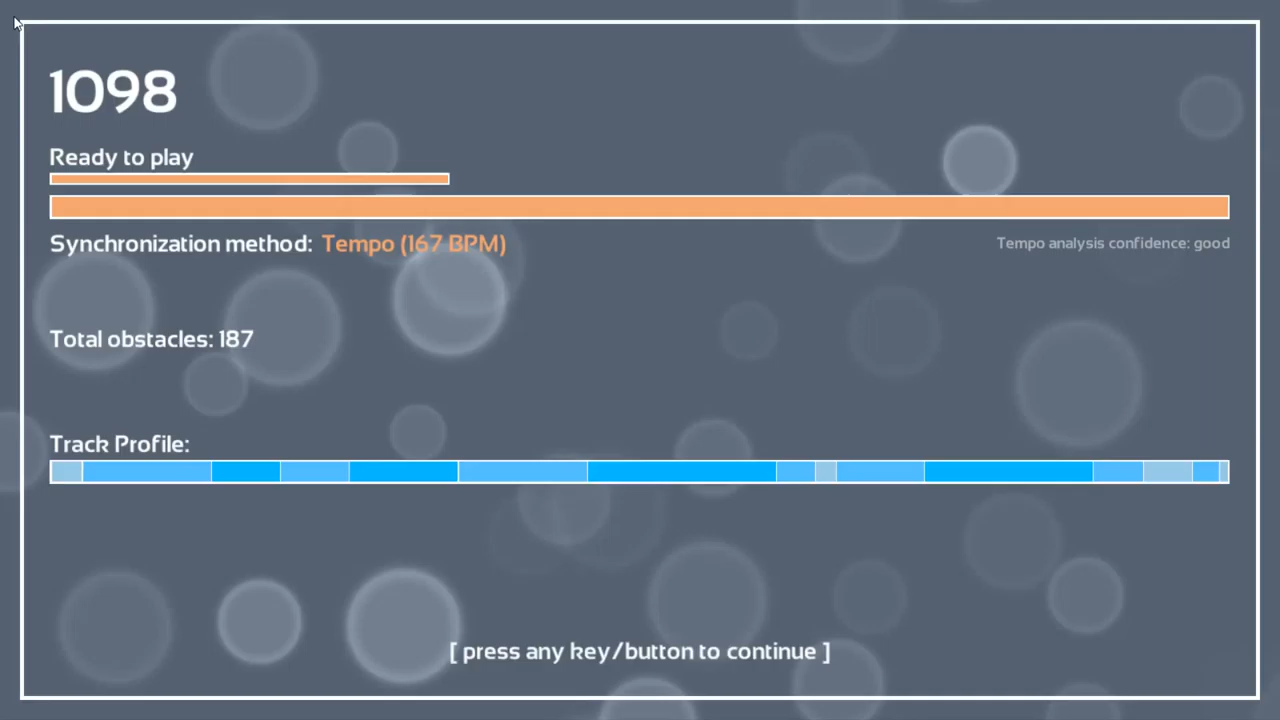 1098
Ready to play
Synchronization method: Tempo (167 BPM)
Tempo analysis confidence: good
Total obstacles: 187
Track Profile:
[ press any key/button to continue ]